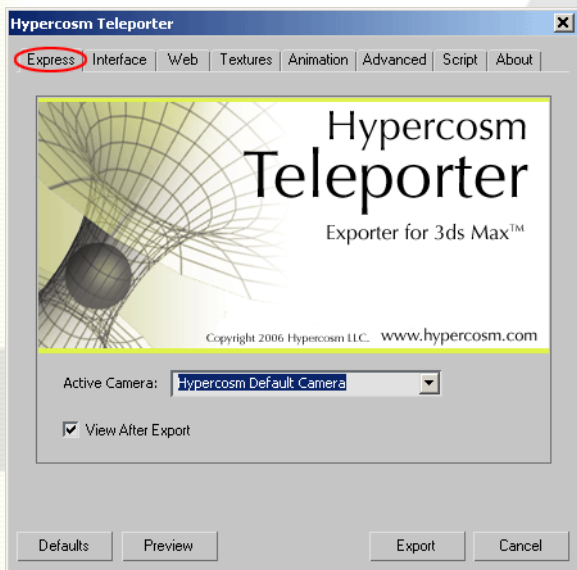 Hypercosm Teleporter
Express Interface Web Textures Animation Advanced Script About
Hypercosm
Teleporter
Exporter for 3ds Max™
Copyright 2006 Hypercosm LLC. www.hypercosm.com
Active Camera: Hypercosm Default Camera
View After Export
Defaults Preview Export Cancel